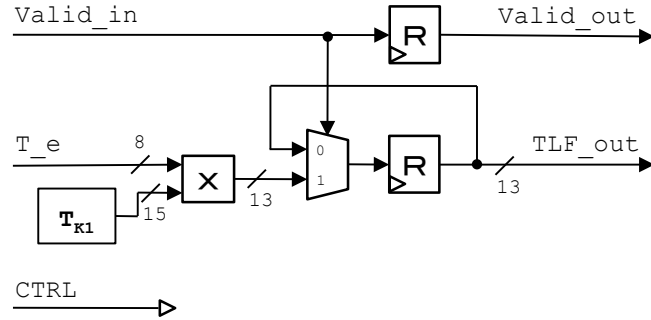 Valid_in
R
Valid_out
T_e
8
0
1
R
TLF_out
13
X
13
15
T_K1
CTRL